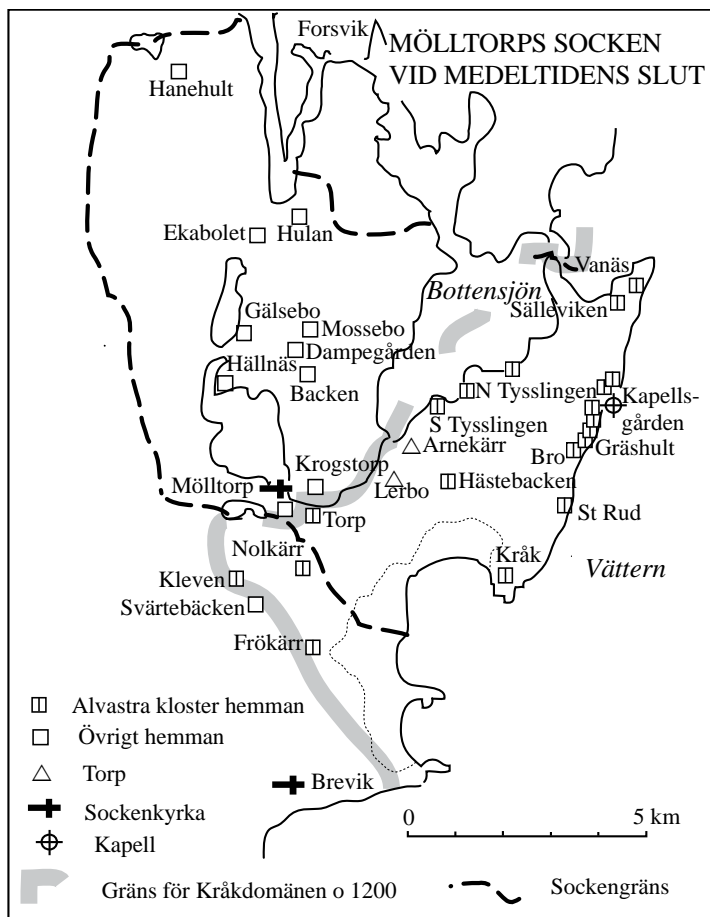 Forsvik
MÖLLTORPS SOCKEN
VID MEDELTIDENS SLUT
Hanehult
Ekabolet
Hulan
Vanäs
Bottensjön
Sälleviken
Gälsebo
Mossebo
Dampegården
Hällnäs
Backen
N Tysslingen
Kapells-
gården
S Tysslingen
Arnekärr
Gräshult
Bro
Krogstorp
Mölltorp
Lerbo
Hästebacken
Torp
St Rud
Nolkärr
Kleven
Kråk
Vättern
Svärtebäcken
Frökärr
Alvastra kloster hemman
Övrigt hemman
Torp
Brevik
Sockenkyrka
0
5 km
Kapell
Gräns för Kråkdomänen o 1200
Sockengräns